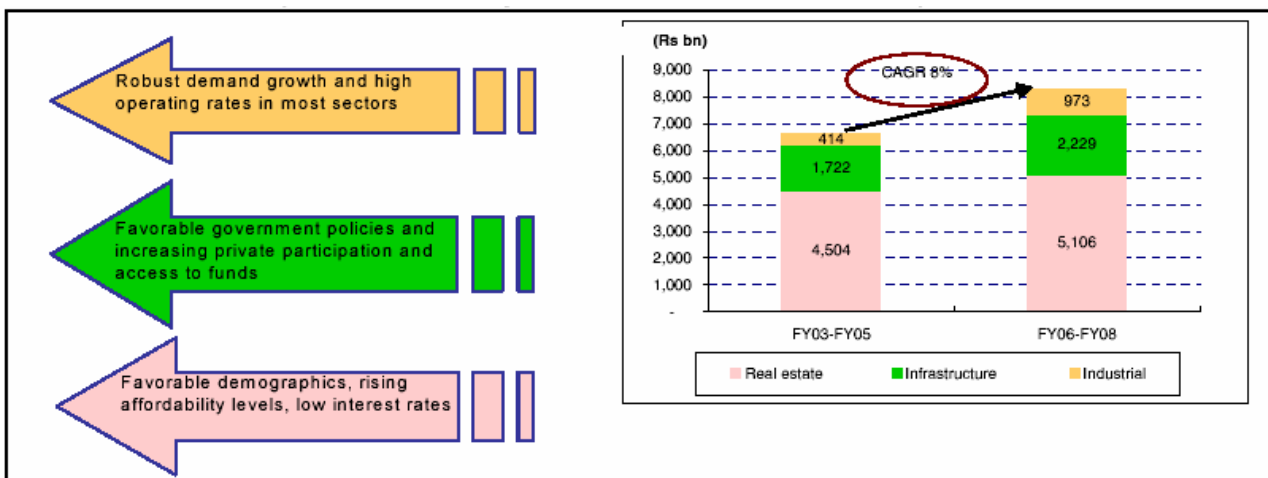 Robust demand growth and high
operating rates in most sectors
Favorable government policies and
increasing private participation and
access to funds
Favorable demographics, rising
affordability levels, low interest rates
(Rs bn)
CAGR 8%
9,000
8,000
7,000
6,000
5,000
4,000
3,000
2,000
1,000
-
414
1,722
4,504
973
2,229
5,106
FY03-FY05
FY06-FY08
Real estate
Infrastructure
Industrial